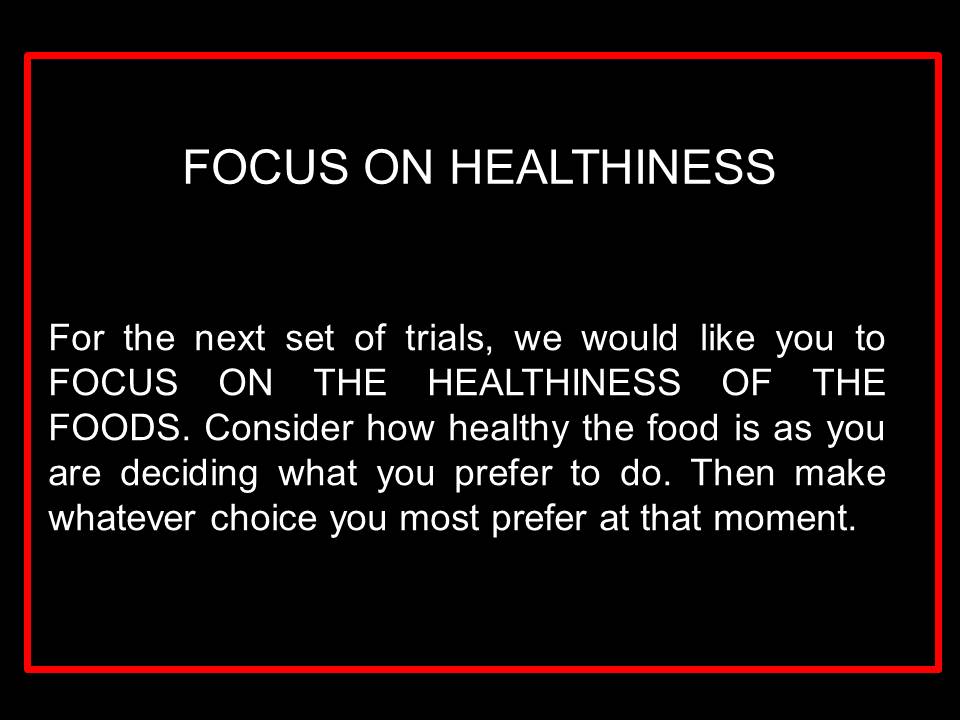 FOCUS ON HEALTHINESS
For the next set of trials, we would like you to
FOCUS ON THE HEALTHINESS OF THE
FOODS. Consider how healthy the food is as you
are deciding what you prefer to do. Then make
whatever choice you most prefer at that moment.